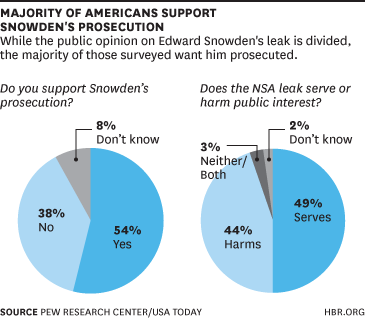 MAJORITY OF AMERICANS SUPPORT
SNOWDEN'S PROSECUTION
While the public opinion on Edward Snowden's leak is divided,
the majority of those surveyed want him prosecuted.
Do you support Snowden's
prosecution?
8%
Don't know
38%
No
54%
Yes
Does the NSA leak serve or
harm public interest?
2%
Don't know
3%
Neither/
Both
49%
Serves
44%
Harms
SOURCE PEW RESEARCH CENTER/USA TODAY
HBR.ORG